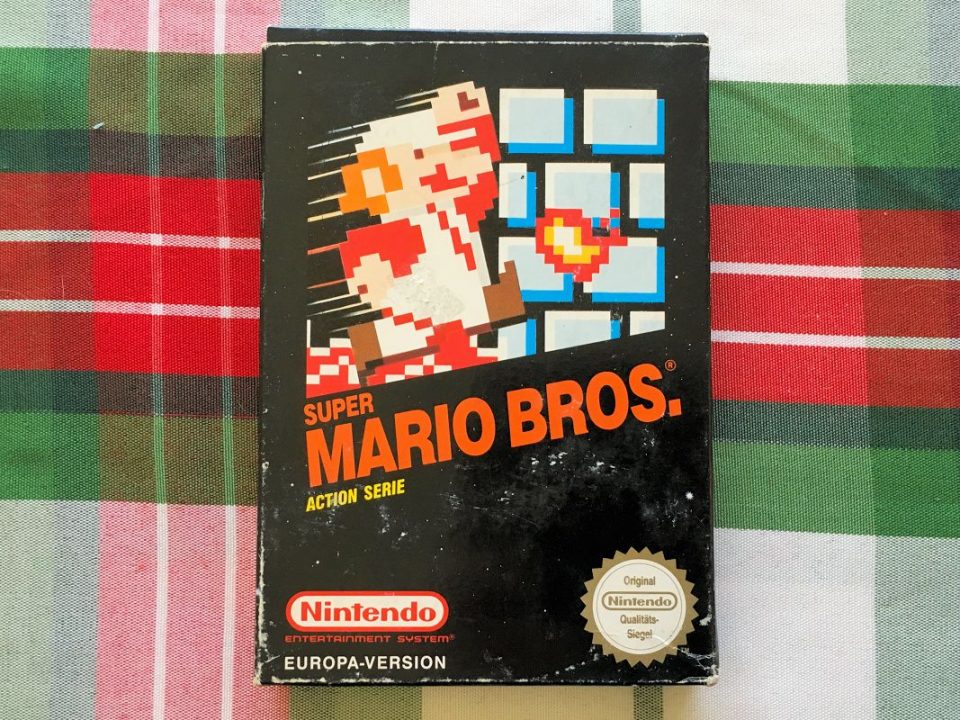 SUPER
MARIO BROS.®
ACTION SERIE
Original
Nintendo
Qualitäts-
Siegel
Nintendo®
ENTERTAINMENT SYSTEM®
EUROPA-VERSION